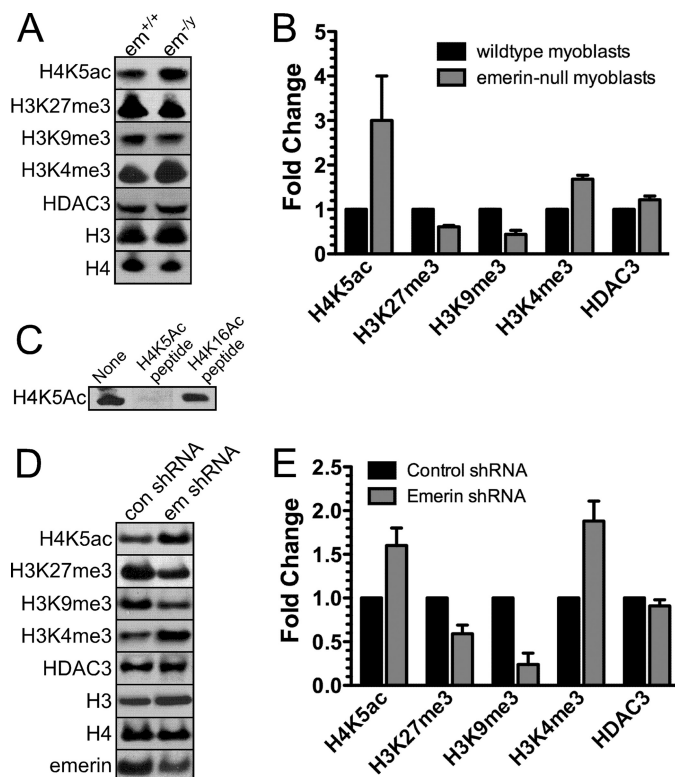 A
em+/+
em-/y
H4K5ac
H3K27me3
H3K9me3
H3K4me3
HDAC3
H3
H4
B
Fold Change
5
4
3
2
1
0
wildtype myoblasts
emerin-null myoblasts
H4K5ac
H3K27me3
H3K9me3
H3K4me3
HDAC3
C
None
H4K5Ac
peptide
H4K16Ac
peptide
H4K5Ac
D
con shRNA
em shRNA
H4K5ac
H3K27me3
H3K9me3
H3K4me3
HDAC3
H3
H4
emerin
E
Fold Change
2.5
2.0
1.5
1.0
0.5
0.0
Control shRNA
Emerin shRNA
H4K5ac
H3K27me3
H3K9me3
H3K4me3
HDAC3